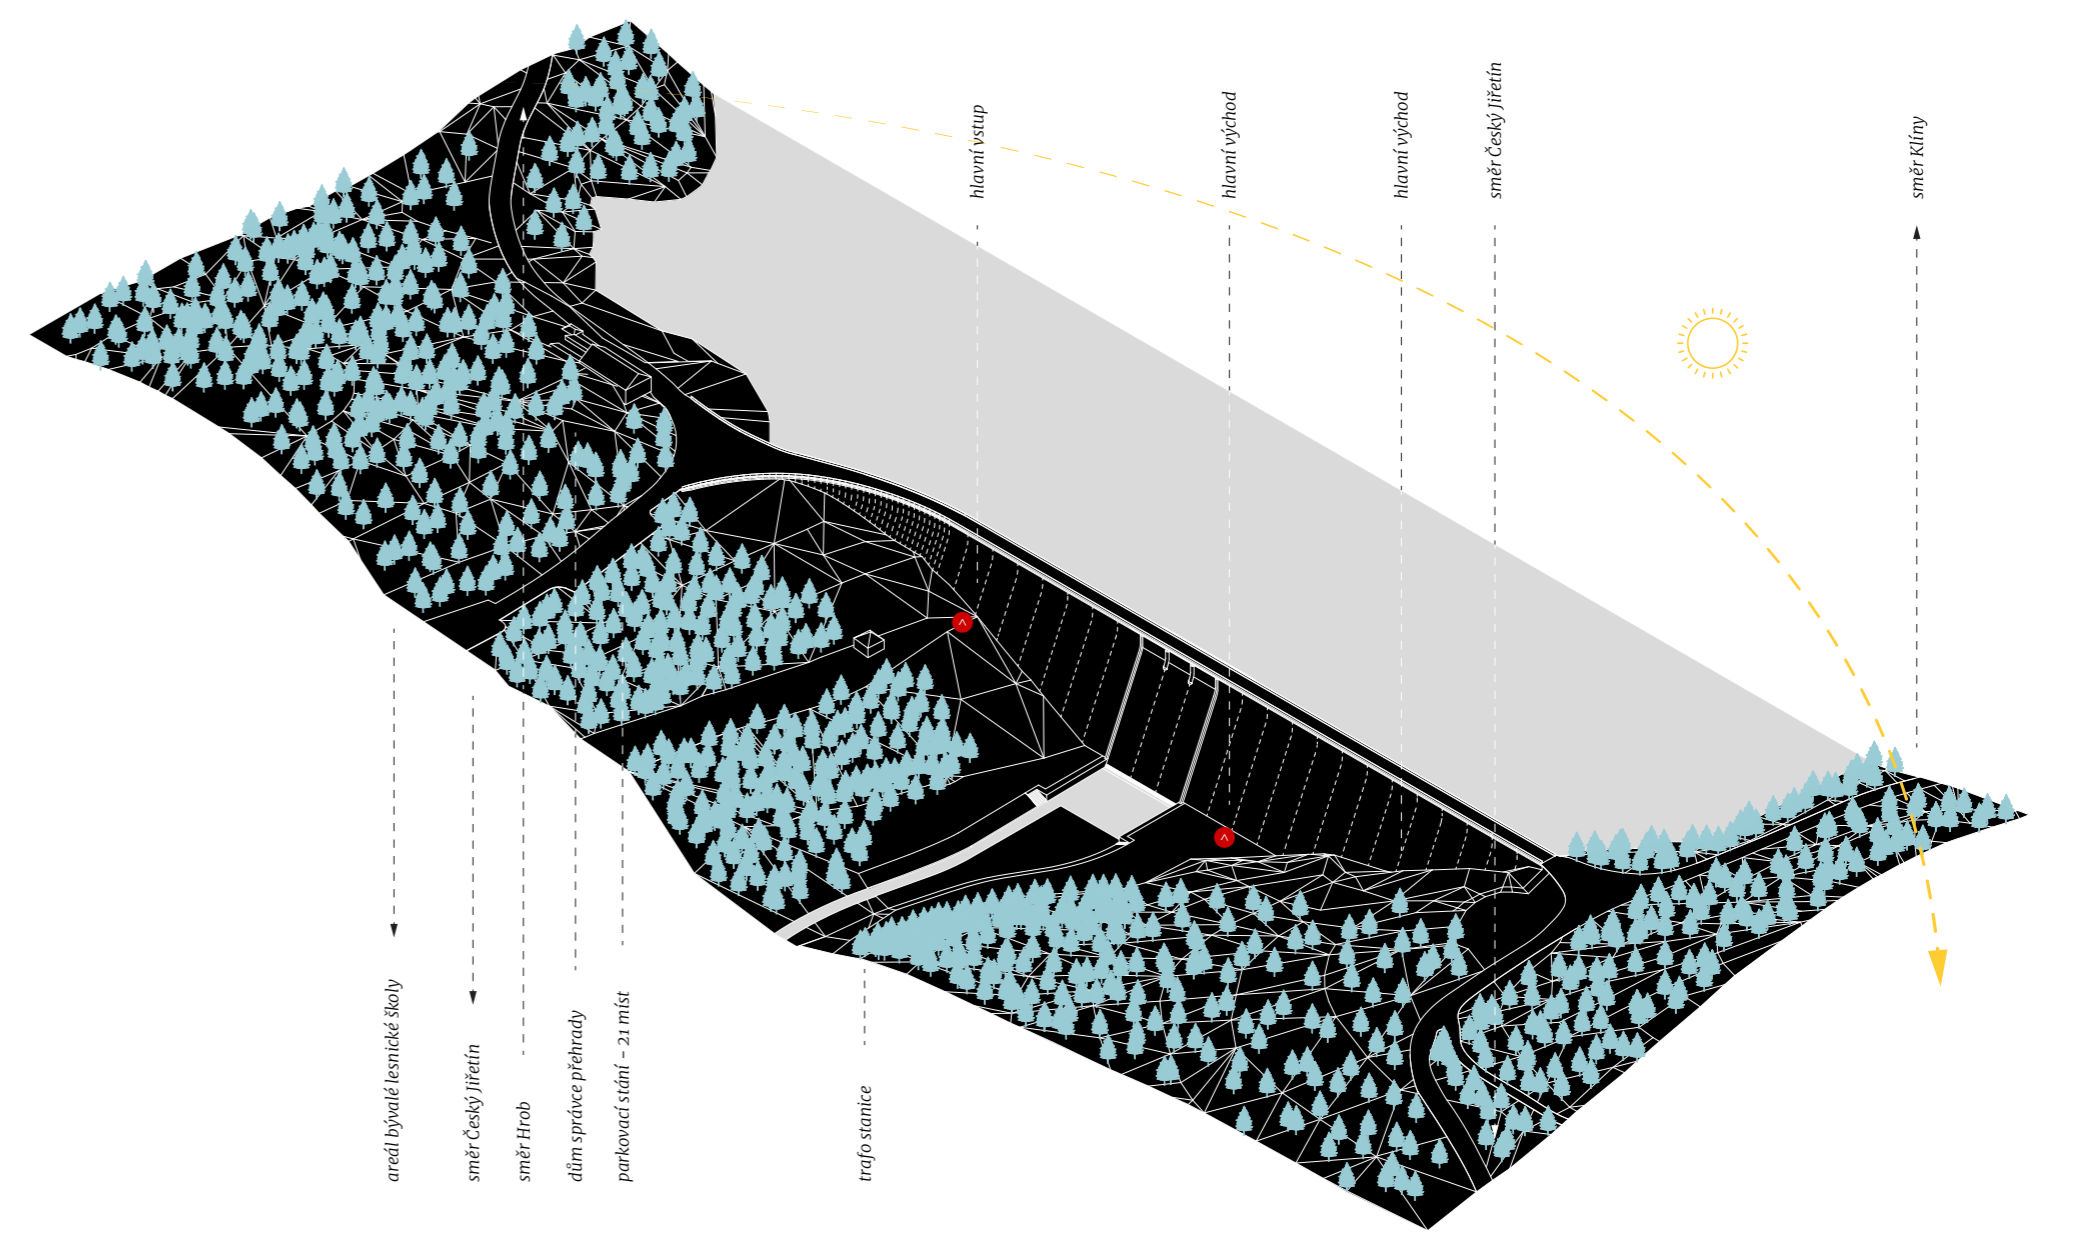 hlavní vstup
hlavní východ
hlavní východ
směr Český Jiřetín
směr Klíny
areál bývalé lesnické školy
směr Český Jiřetín
směr Hrob
dům správce přehrady
parkovací stání – 21 míst
trafo stanice